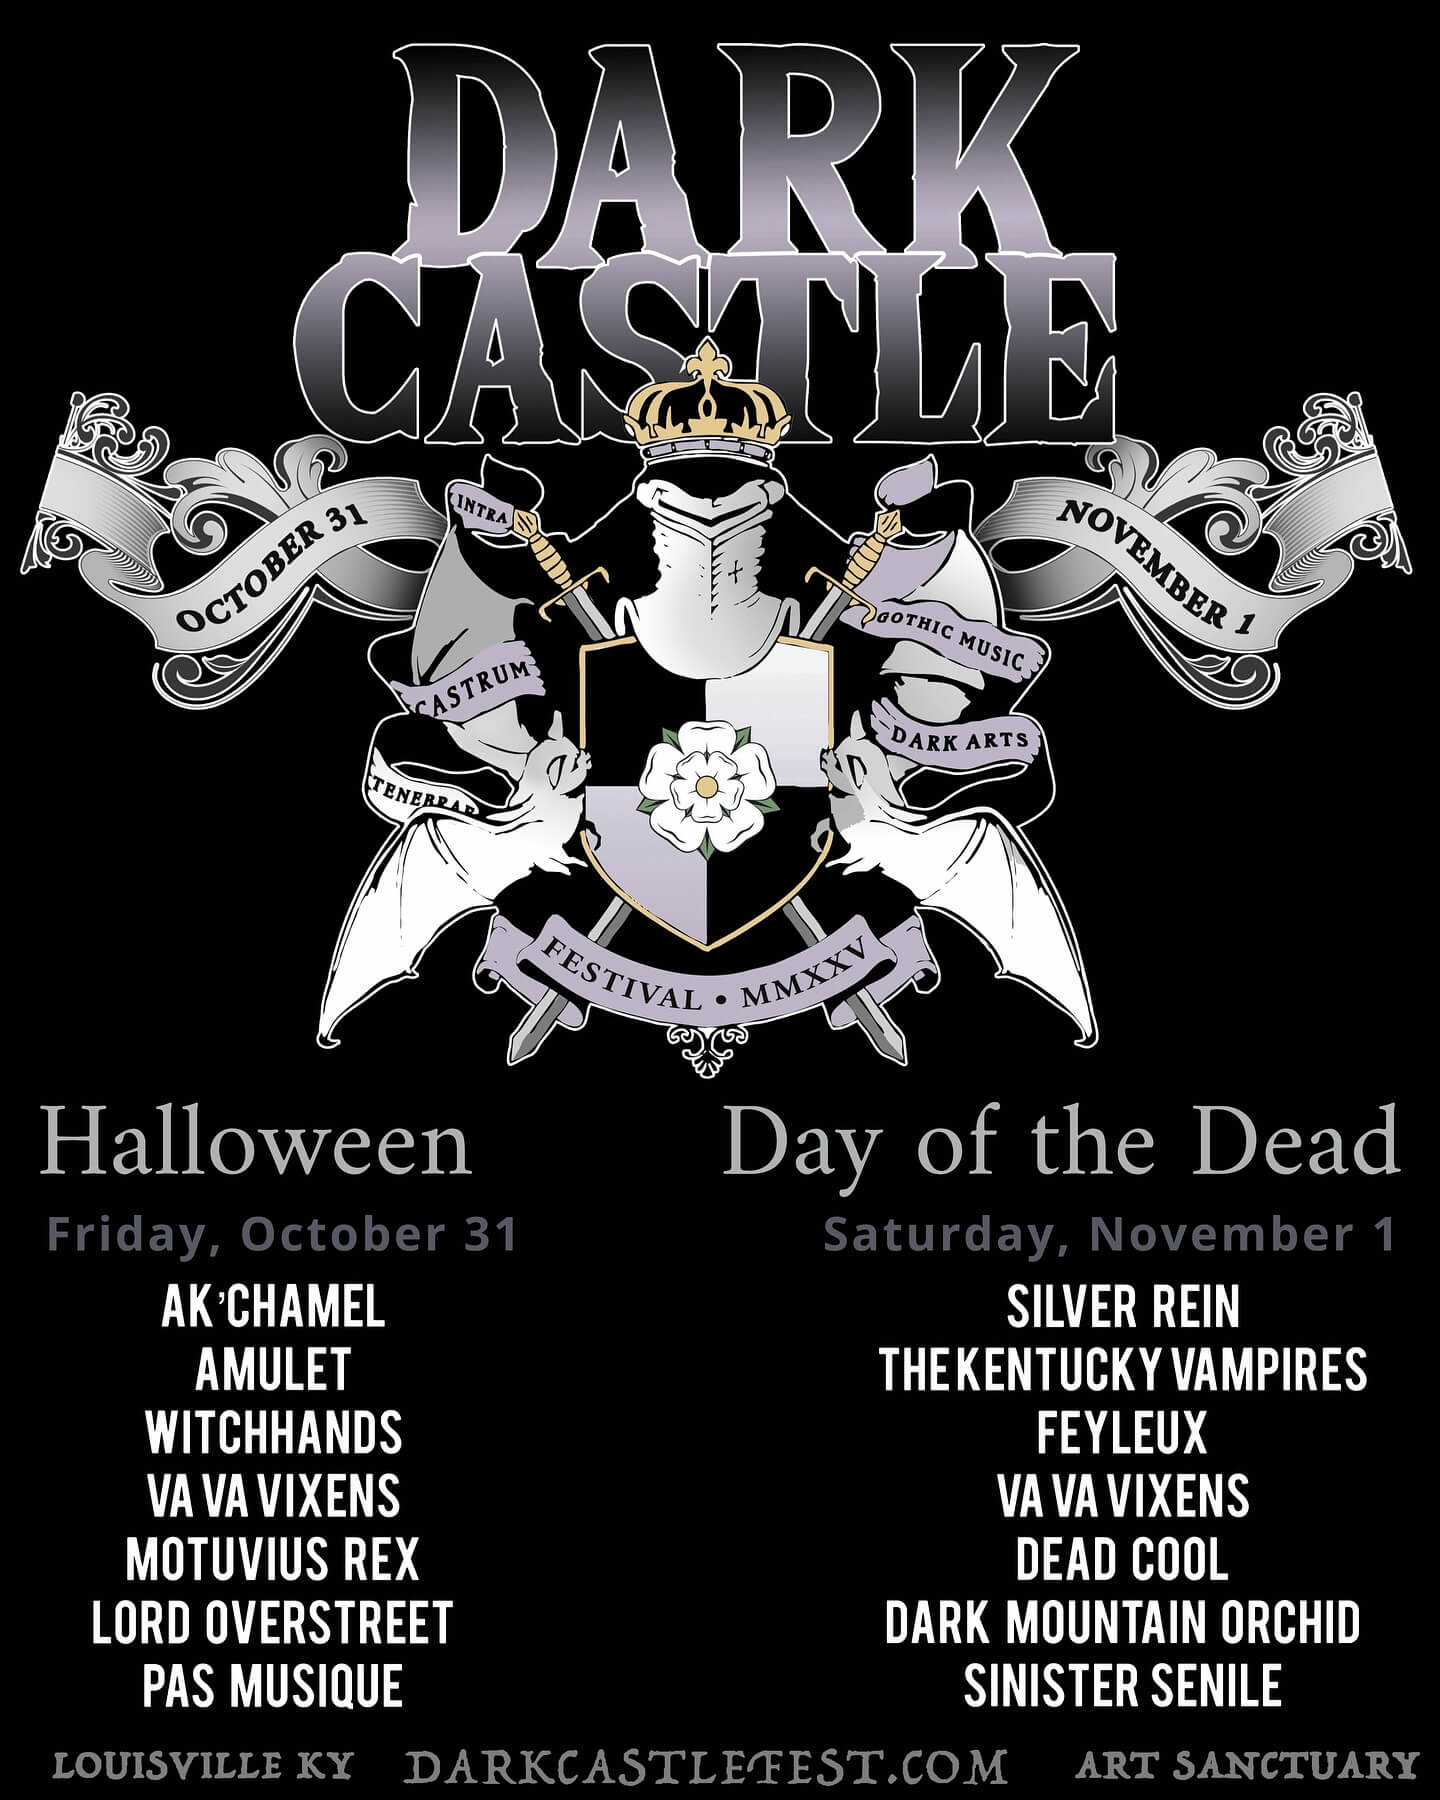 DARK
CASTLE
OCTOBER 31
NOVEMBER 1
INTRA
CASTRUM
TENEBRAE
GOTHIC MUSIC
DARK ARTS
FESTIVAL • MMXXV
Halloween
Friday, October 31
AK'CHAMEL
AMULET
WITCHHANDS
VA VA VIXENS
MOTUVIUS REX
LORD OVERSTREET
PAS MUSIQUE
Day of the Dead
Saturday, November 1
SILVER REIN
THE KENTUCKY VAMPIRES
FEYLEUX
VA VA VIXENS
DEAD COOL
DARK MOUNTAIN ORCHID
SINISTER SENILE
LOUISVILLE KY
DARKCASTLEFEST.COM
ART SANCTUARY